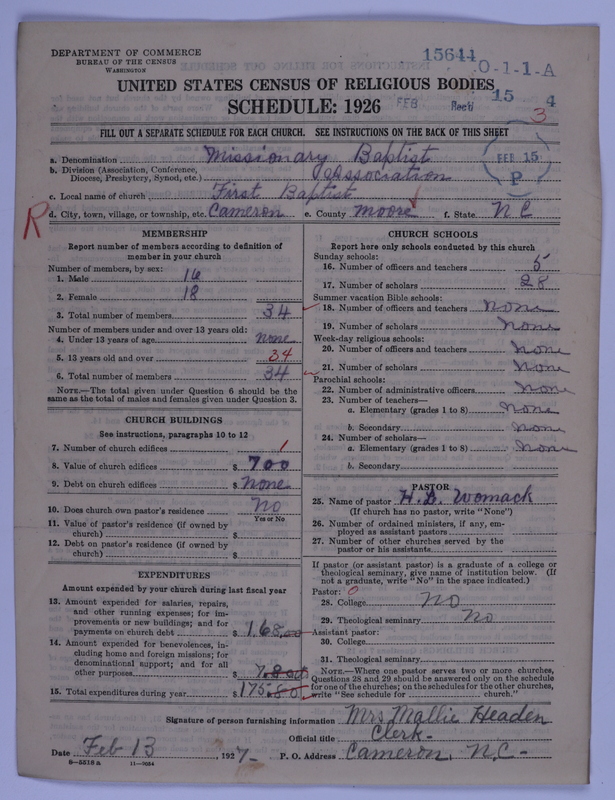 DEPARTMENT OF COMMERCE
BUREAU OF THE CENSUS
WASHINGTON
15644
O-1-1-A
UNITED STATES CENSUS OF RELIGIOUS BODIES
SCHEDULE: 1926
FEB Rec'd 15 4
3
FILL OUT A SEPARATE SCHEDULE FOR EACH CHURCH. SEE INSTRUCTIONS ON THE BACK OF THIS SHEET
FEB 15
P
a. Denomination Missionary Baptist
b. Division (Association, Conference,
Diocese, Presbytery, Synod, etc.) Association
c. Local name of church First Baptist
R
d. City, town, village, or township, etc. Cameron e. County Moore f. State N C
MEMBERSHIP
Report number of members according to definition of
member in your church
Number of members, by sex:
1. Male 16
2. Female 18
3. Total number of members 34
Number of members under and over 13 years old:
4. Under 13 years of age none
5. 13 years old and over 34
6. Total number of members 34
NOTE.—The total given under Question 6 should be the
same as the total of males and females given under Question 3.
CHURCH BUILDINGS
See instructions, paragraphs 10 to 12
7. Number of church edifices 1
8. Value of church edifices $ 700
9. Debt on church edifices $ None
10. Does church own pastor's residence No
Yes or No
11. Value of pastor's residence (if owned by
church) $
12. Debt on pastor's residence (if owned by
church) $
EXPENDITURES
Amount expended by your church during last fiscal year
13. Amount expended for salaries, repairs,
and other running expenses; for im-
provements or new buildings; and for
payments on church debt $ 168.00
14. Amount expended for benevolences, in-
cluding home and foreign missions; for
denominational support; and for all
other purposes $ 7.80
15. Total expenditures during year $ 175.80
CHURCH SCHOOLS
Report here only schools conducted by this church
Sunday schools:
16. Number of officers and teachers 5
17. Number of scholars 28
Summer vacation Bible schools:
18. Number of officers and teachers None
19. Number of scholars None
Week-day religious schools:
20. Number of officers and teachers None
21. Number of scholars None
Parochial schools:
22. Number of administrative officers None
23. Number of teachers—
a. Elementary (grades 1 to 8) None
b. Secondary None
24. Number of scholars—
a. Elementary (grades 1 to 8) None
b. Secondary
PASTOR
25. Name of pastor H. D. Womack
(If church has no pastor, write "None")
26. Number of ordained ministers, if any, em-
ployed as assistant pastors
27. Number of other churches served by the
pastor or his assistants
If pastor (or assistant pastor) is a graduate of a college or
theological seminary, give name of institution below. (If
not a graduate, write "No" in the space indicated.)
Pastor: 0
28. College No
29. Theological seminary No
Assistant pastor:
30. College
31. Theological seminary
NOTE.—Where one pastor serves two or more churches,
Questions 28 and 29 should be answered only on the schedule
for one of the churches; on the schedules for the other churches,
write "See schedule for church."
Signature of person furnishing information Mrs Mallie Headen
Official title Clerk-
Date Feb 13, 1927- P. O. Address Cameron, N.C-
8-5518 a 11-9034